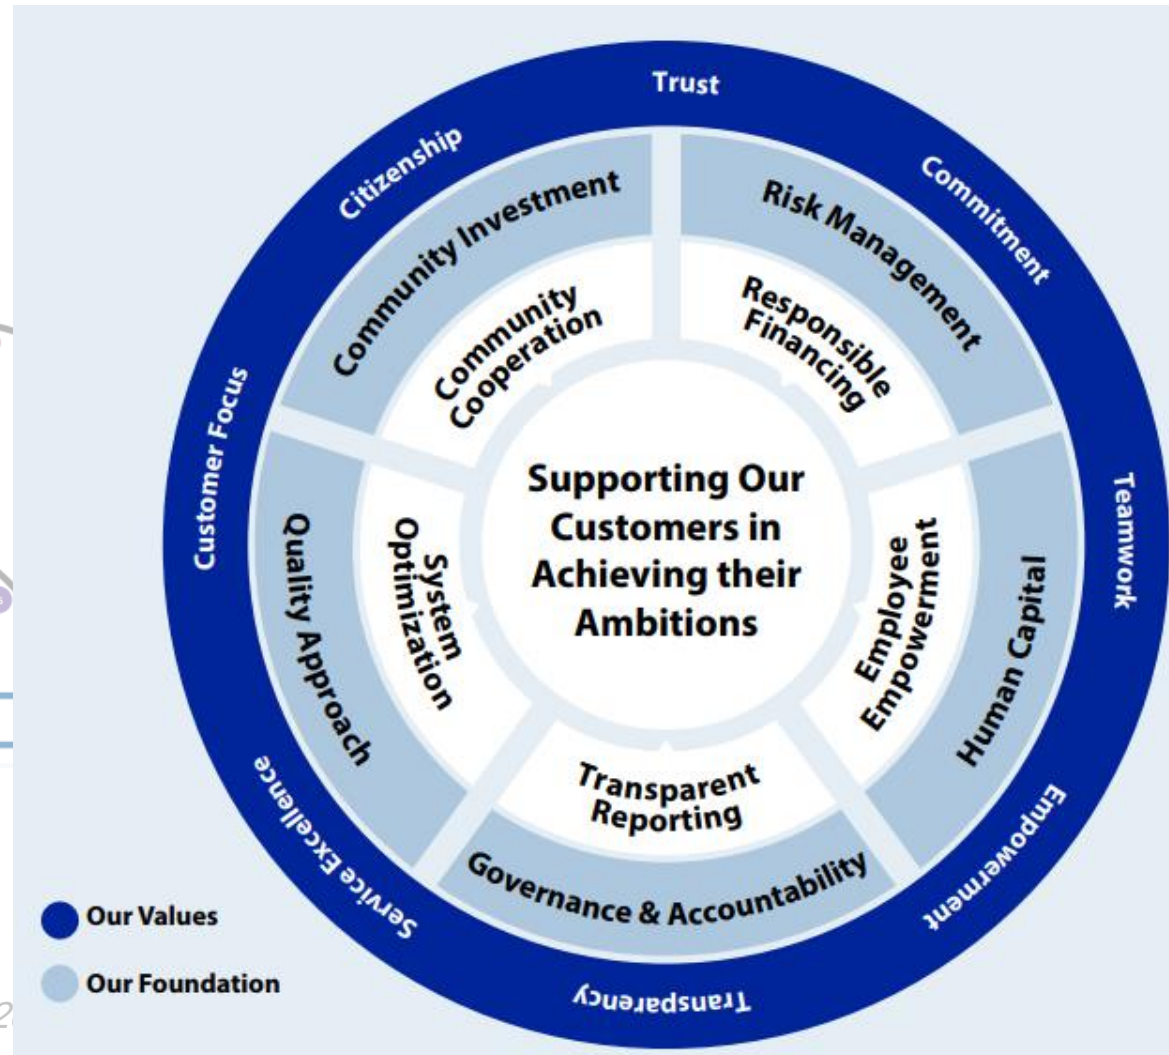 Trust
Commitment
Teamwork
Empowerment
Transparency
Service Excellence
Customer Focus
Citizenship
Risk Management
Human Capital
Governance & Accountability
Quality Approach
Community Investment
Responsible
Financing
Employee
Empowerment
Transparent
Reporting
System
Optimization
Community
Cooperation
Supporting Our
Customers in
Achieving their
Ambitions
Our Values
Our Foundation